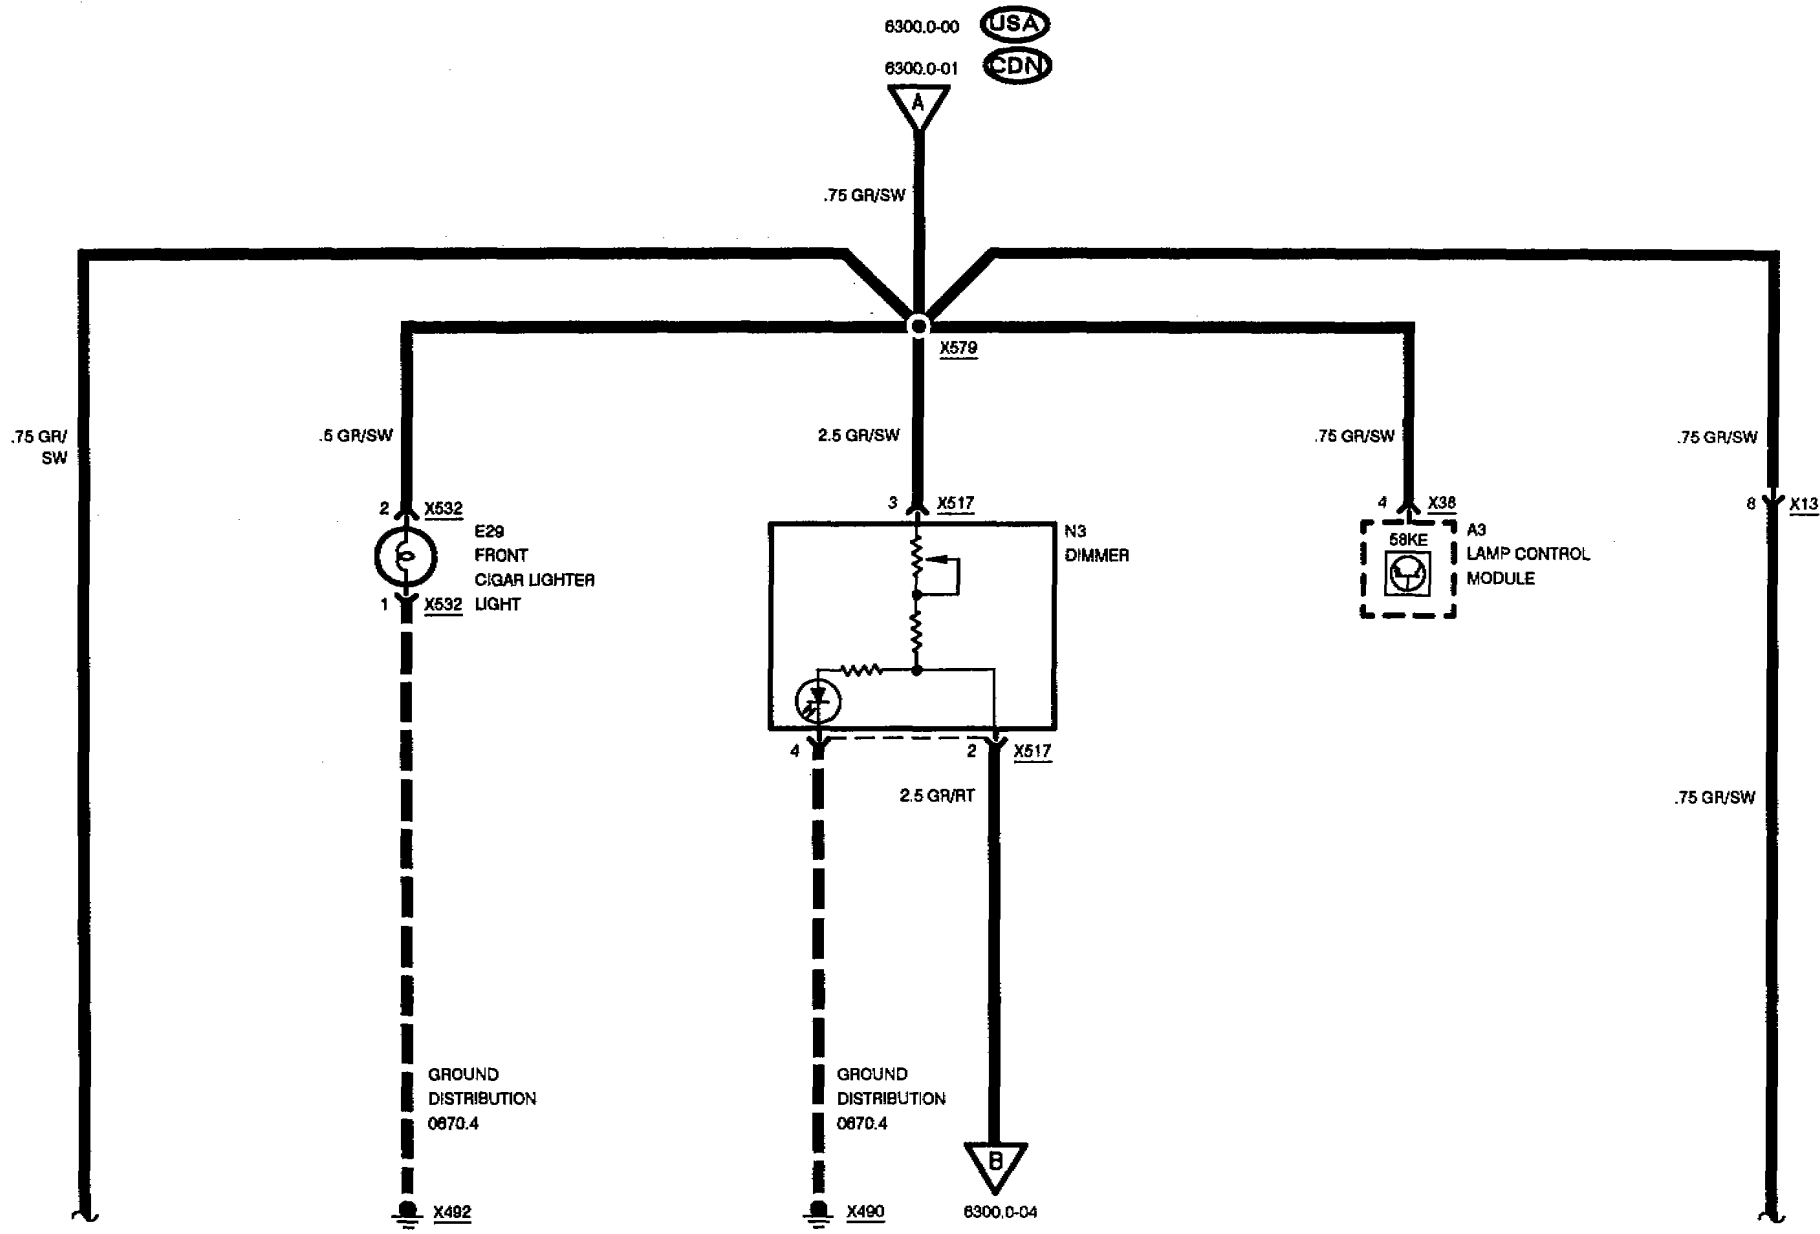 6300.0-00 USA
6300.0-01 CDN
A
.75 GR/SW
X579
.75 GR/
SW
.5 GR/SW
2.5 GR/SW
.75 GR/SW
.75 GR/SW
2 X532
E29
FRONT
CIGAR LIGHTER
LIGHT
1 X532
3 X517
N3
DIMMER
4 X38
58KE
A3
LAMP CONTROL
MODULE
8 X13
4
2 X517
2.5 GR/RT
.75 GR/SW
GROUND
DISTRIBUTION
0670.4
GROUND
DISTRIBUTION
0670.4
B
X492
X490
6300.0-04